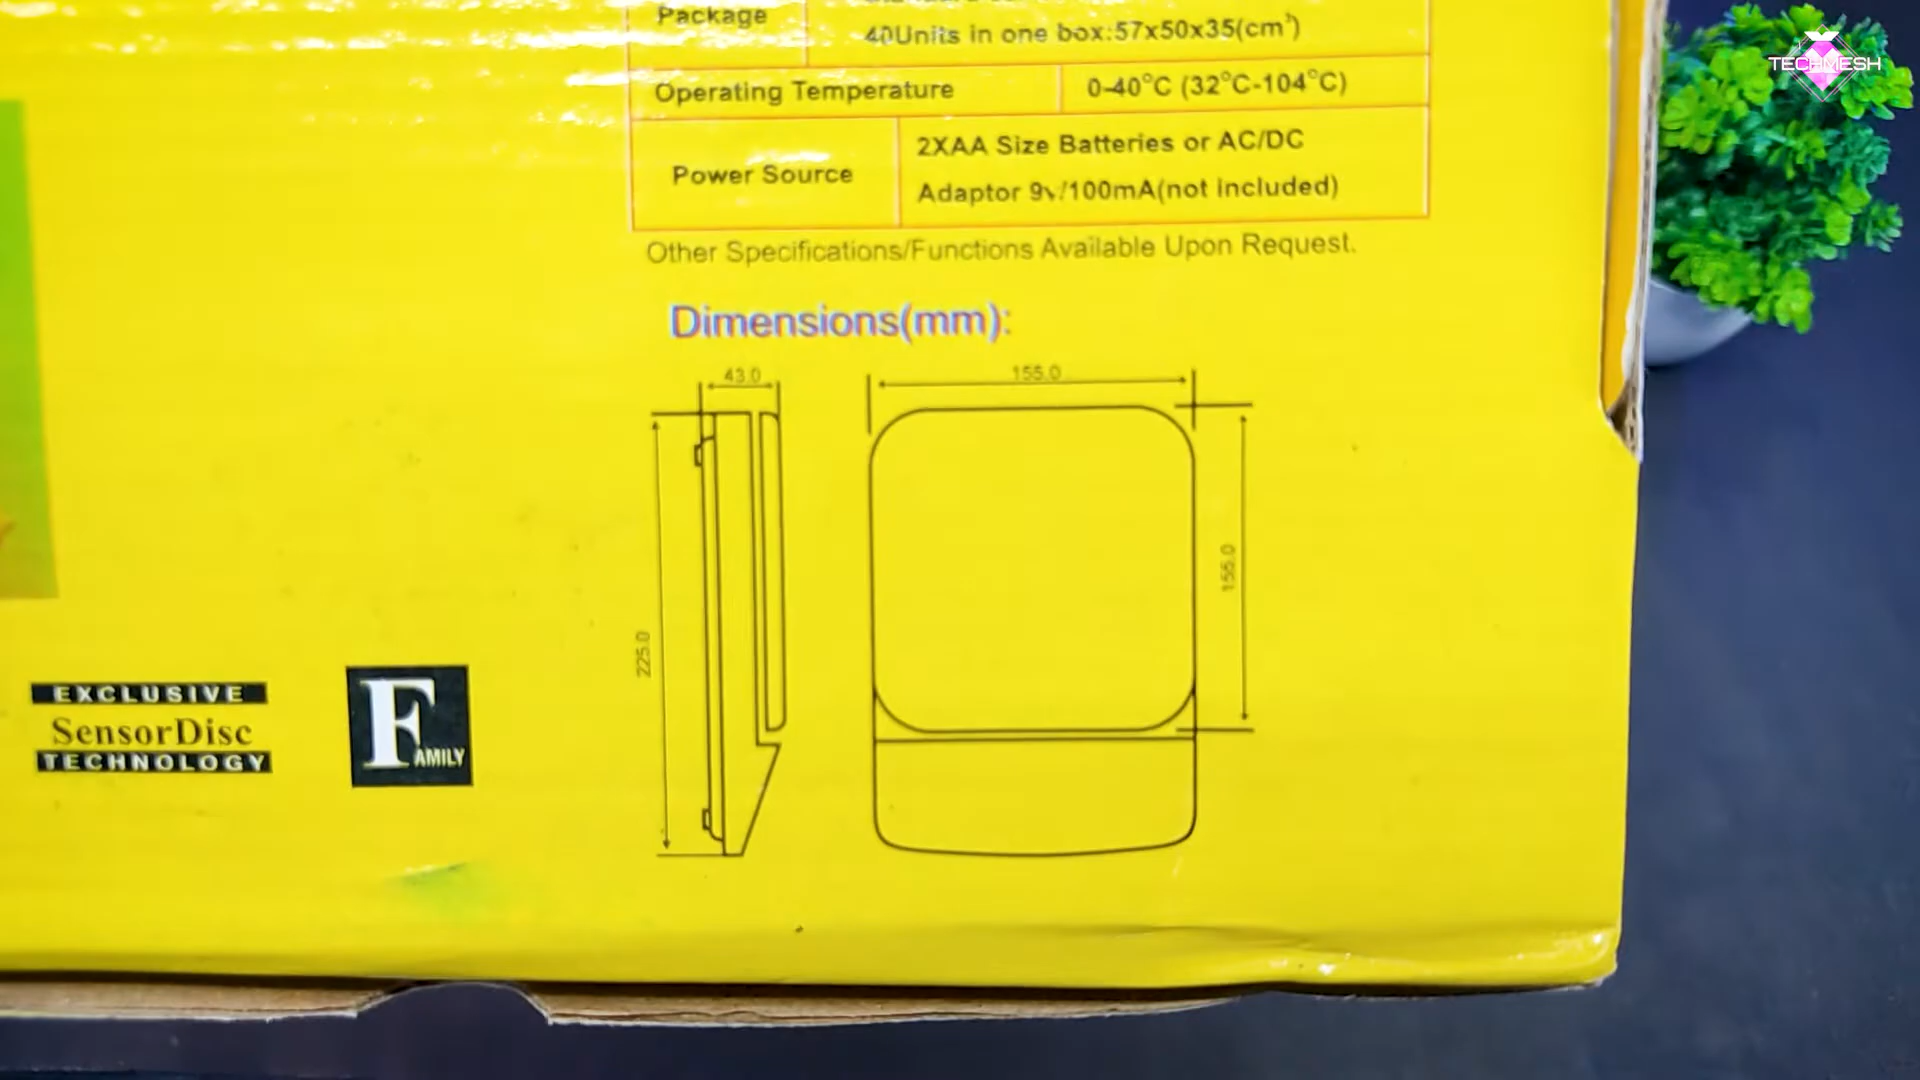 TECHMESH
Package
40Units in one box:57x50x35(cm³)
Operating Temperature
0-40°C (32°C-104°C)
Power Source
2XAA Size Batteries or AC/DC
Adaptor 9v/100mA(not included)
Other Specifications/Functions Available Upon Request.
Dimensions(mm):
43.0
155.0
225.0
155.0
EXCLUSIVE
SensorDisc
TECHNOLOGY
FAMILY